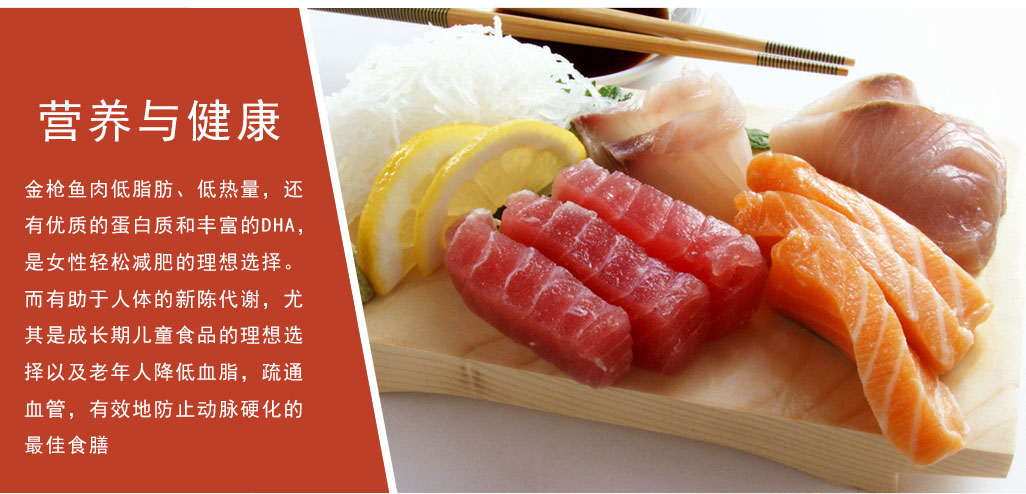 营养与健康
金枪鱼肉低脂肪、低热量，还
有优质的蛋白质和丰富的DHA，
是女性轻松减肥的理想选择。
而有助于人体的新陈代谢，尤
其是成长期儿童食品的理想选
择以及老年人降低血脂，疏通
血管，有效地防止动脉硬化的
最佳食膳